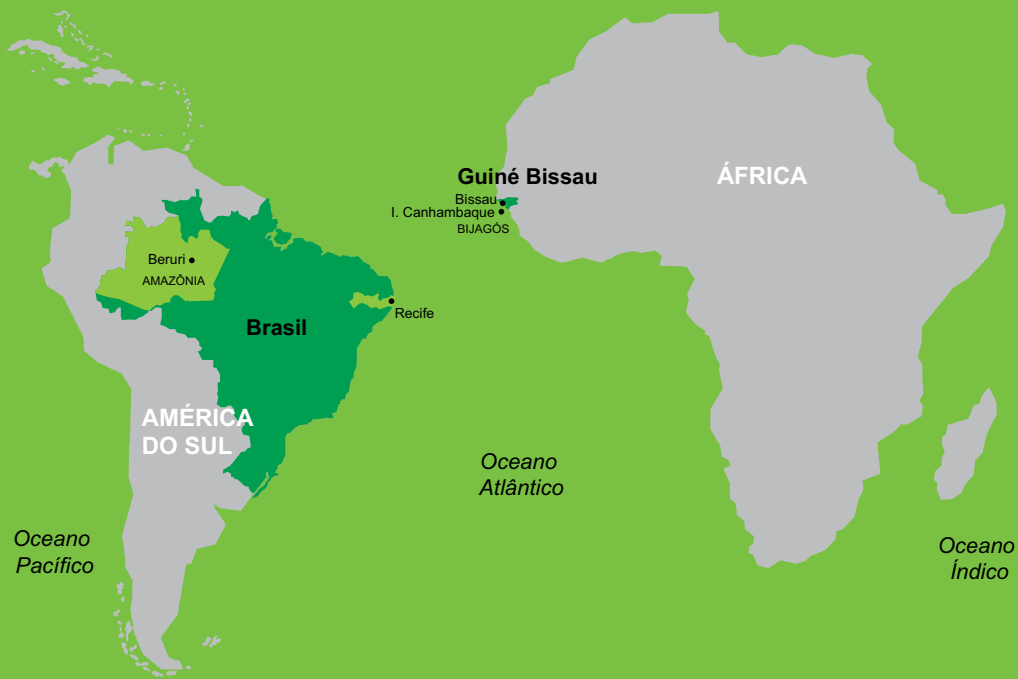 Guiné Bissau
ÁFRICA
Bissau
I. Canhambaque
BIJAGÓS
Beruri
AMAZÔNIA
Recife
Brasil
AMÉRICA
DO SUL
Oceano
Atlântico
Oceano
Pacífico
Oceano
Índico